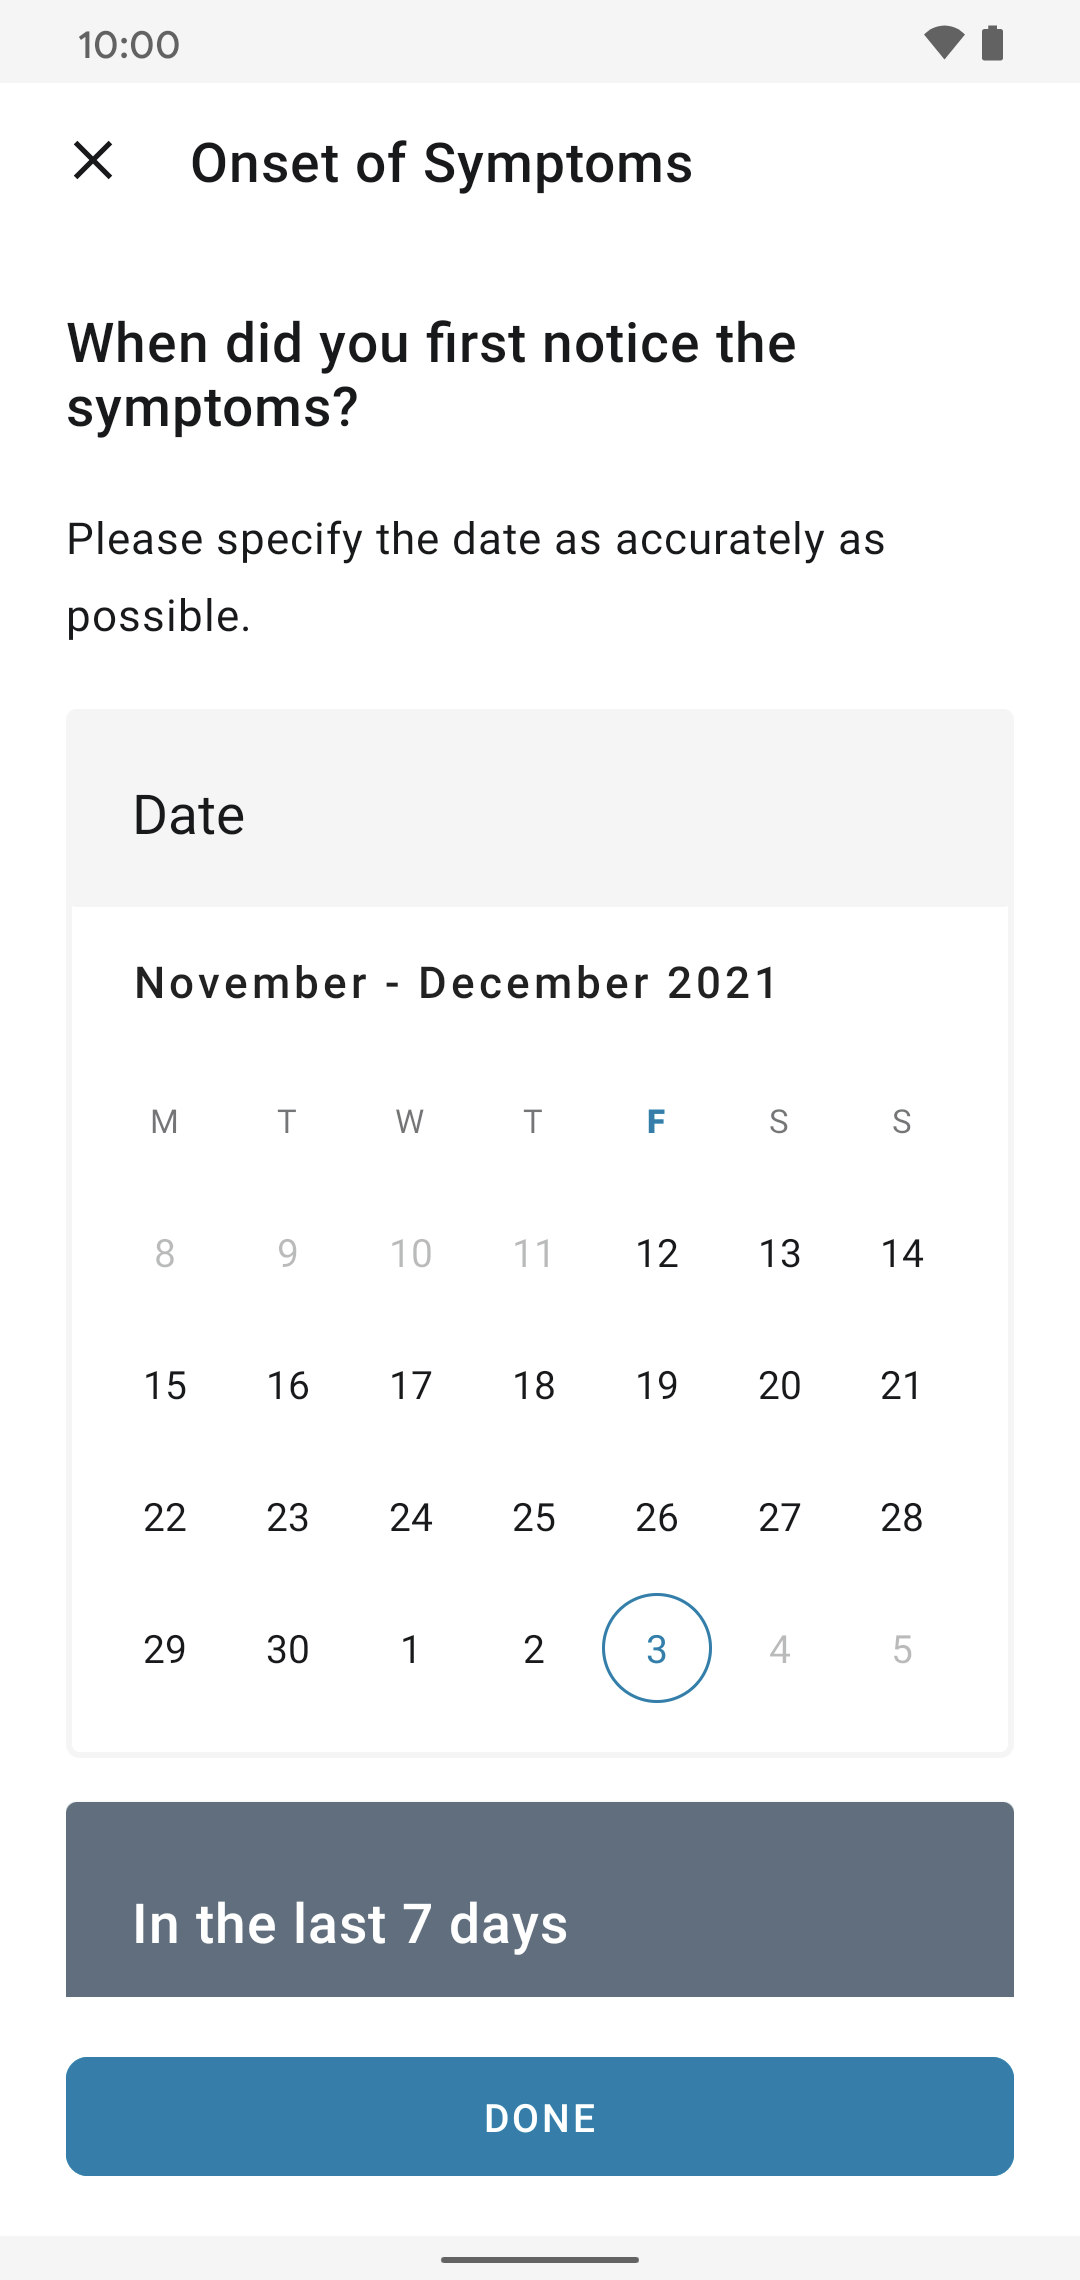 10:00
Onset of Symptoms
When did you first notice the
symptoms?
Please specify the date as accurately as
possible.
Date
November - December 2021
M T W T F S S
8 9 10 11 12 13 14
15 16 17 18 19 20 21
22 23 24 25 26 27 28
29 30 1 2 3 4 5
In the last 7 days
DONE